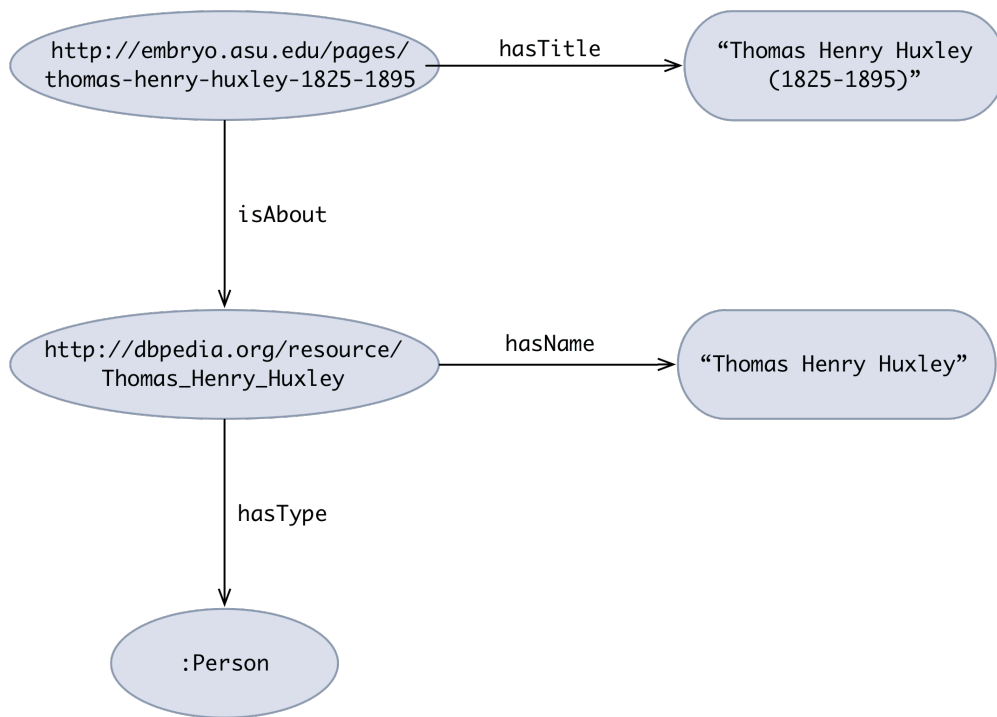 http://embryo.asu.edu/pages/
thomas-henry-huxley-1825-1895
hasTitle
“Thomas Henry Huxley
(1825-1895)”
isAbout
http://dbpedia.org/resource/
Thomas_Henry_Huxley
hasName
“Thomas Henry Huxley”
hasType
:Person